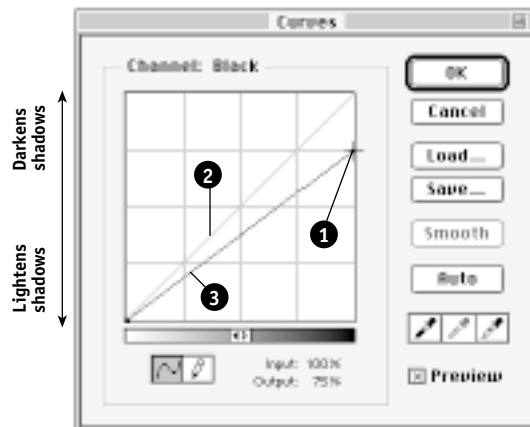 Curves
Channel: Black
Darkens
shadows
Lightens
shadows
2
1
3
Input: 100%
Output: 75%
OK
Cancel
Load...
Save...
Smooth
Auto
Preview